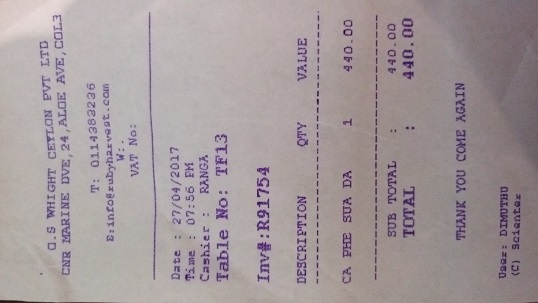 G.S WHIGHT CEYLON PVT LTD
CNR MARINE DVE, 24, ALOE AVE, COL3
T: 0114383236
E:info@rubyharvest.com
W:.
VAT No:
Date : 27/04/2017
Time : 07:56 PM
Cashier : RANGA
Table No: TF13
Inv#:R91754
DESCRIPTION QTY VALUE
CA PHE SUA DA 1 440.00
SUB TOTAL : 440.00
TOTAL : 440.00
THANK YOU COME AGAIN
User: DIMUTHU
(C) Scienter